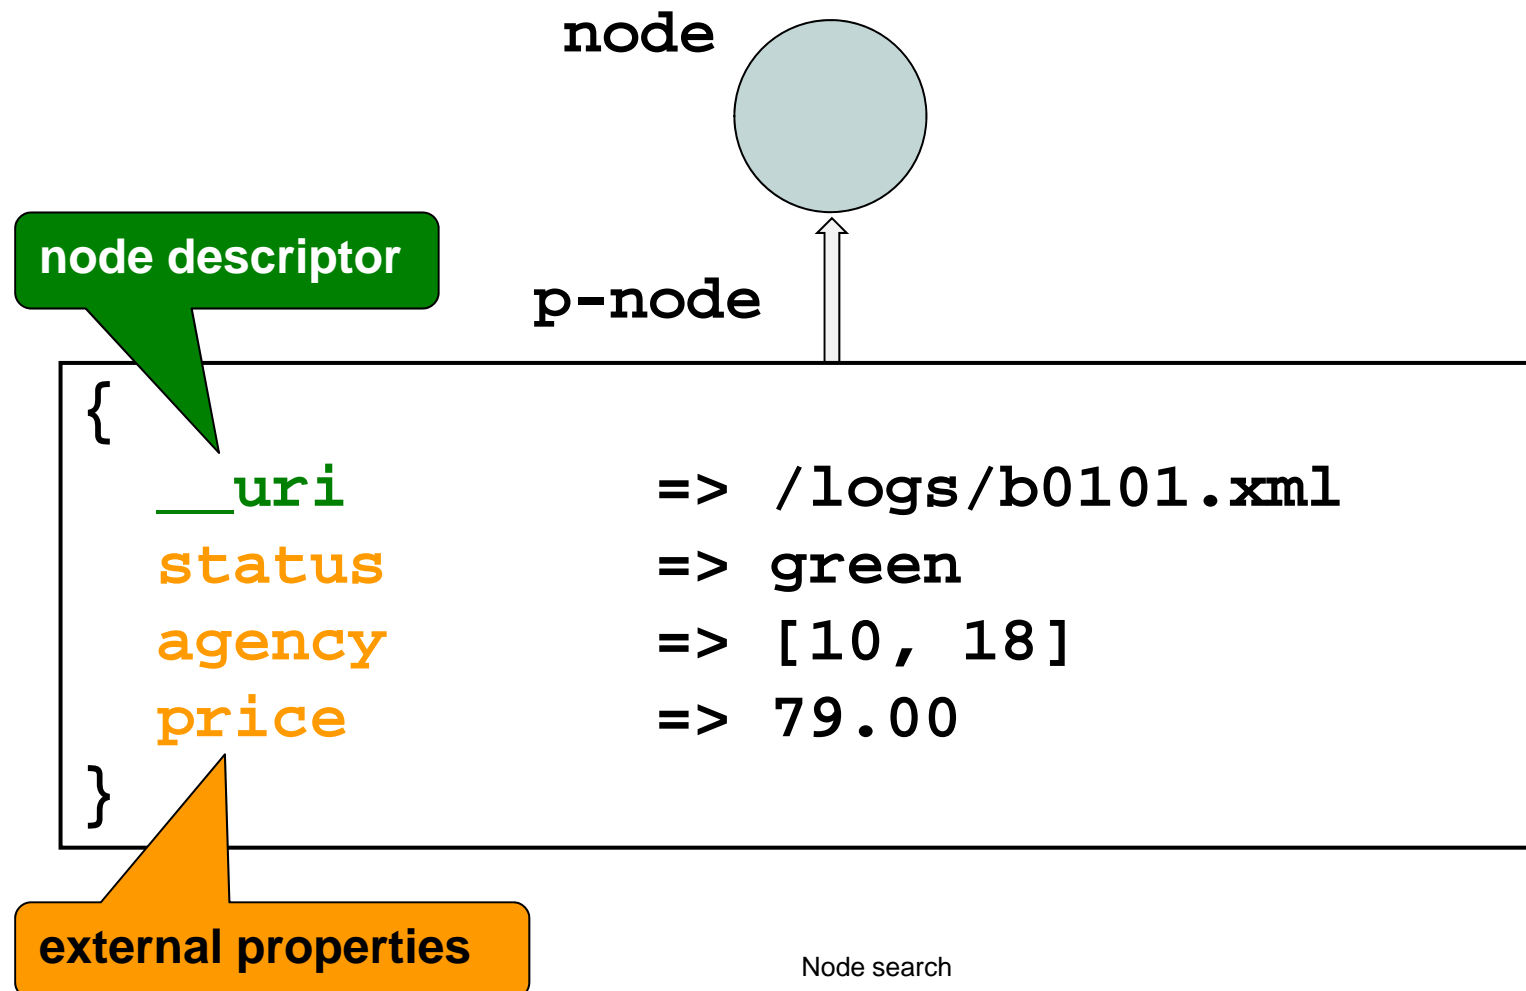 node
node descriptor
p-node
{
__uri => /logs/b0101.xml
status => green
agency => [10, 18]
price => 79.00
}
external properties
Node search